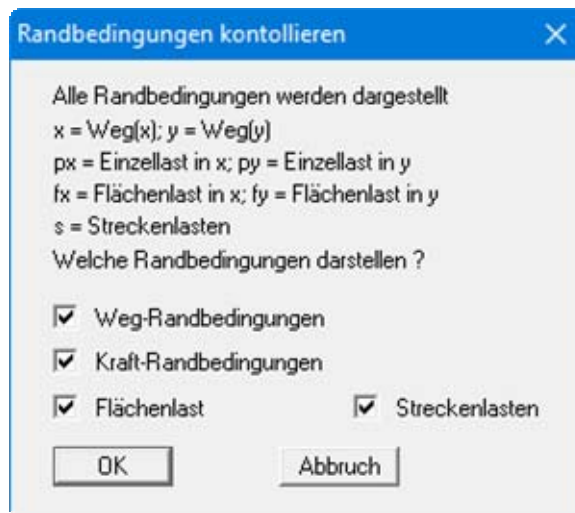 Randbedingungen kontollieren
Alle Randbedingungen werden dargestellt
x = Weg(x); y = Weg(y)
px = Einzellast in x; py = Einzellast in y
fx = Flächenlast in x; fy = Flächenlast in y
s = Streckenlasten
Welche Randbedingungen darstellen ?
Weg-Randbedingungen
Kraft-Randbedingungen
Flächenlast Streckenlasten
OK Abbruch